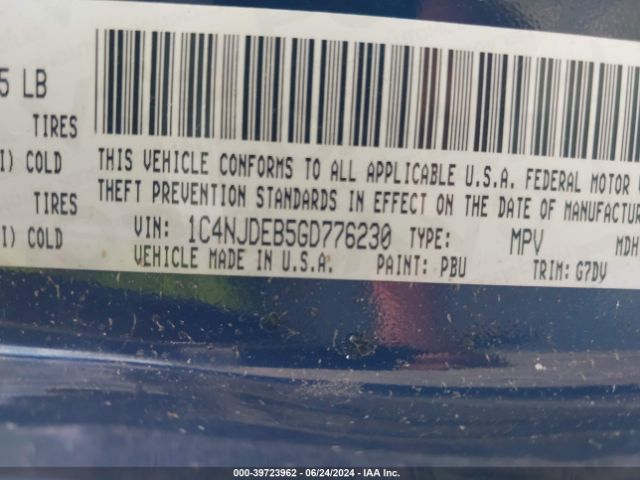 5 LB
TIRES
I) COLD
TIRES
I) COLD
THIS VEHICLE CONFORMS TO ALL APPLICABLE U.S.A. FEDERAL MOTOR
THEFT PREVENTION STANDARDS IN EFFECT ON THE DATE OF MANUFACTUR
VIN: 1C4NJDEB5GD776230 TYPE: MPV MDH
VEHICLE MADE IN U.S.A. PAINT: PBU TRIM: G7DV
000-39723962 - 06/24/2024 - IAA Inc.